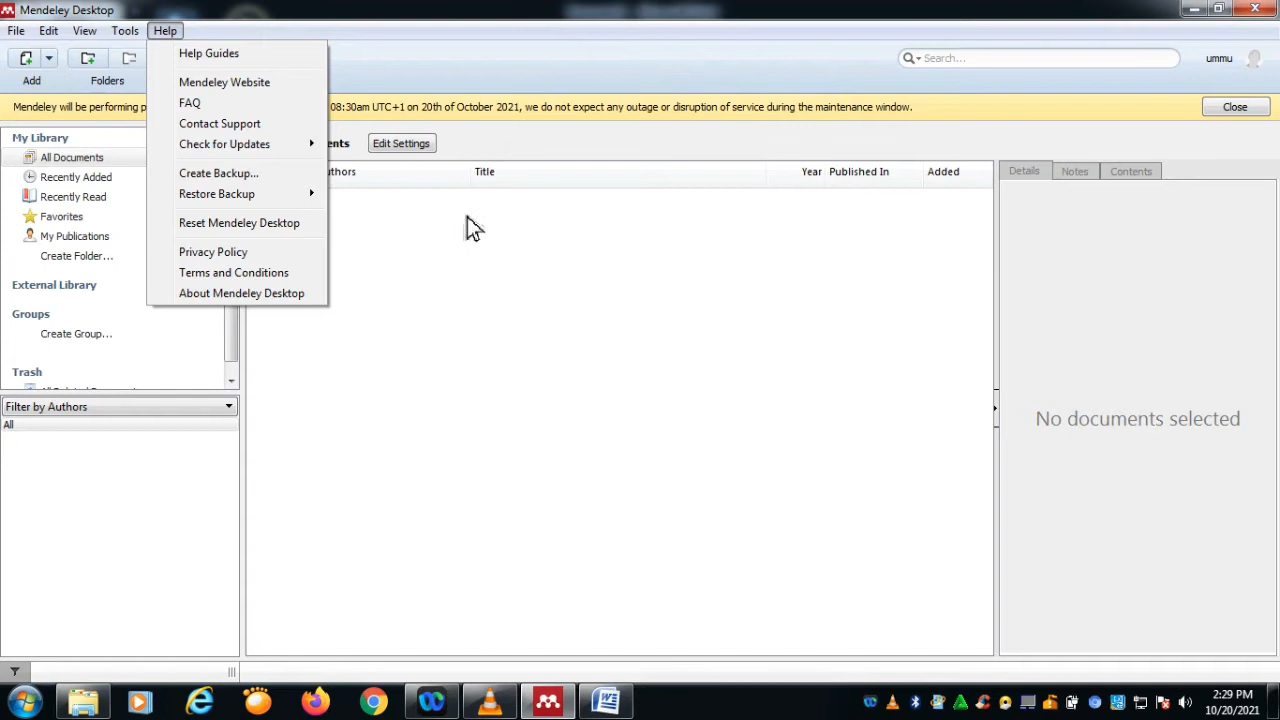 Mendeley Desktop
File Edit View Tools Help
Add Folders
Search... ummu
Help Guides
Mendeley Website
FAQ
Contact Support
Check for Updates
Create Backup...
Restore Backup
Reset Mendeley Desktop
Privacy Policy
Terms and Conditions
About Mendeley Desktop
Mendeley will be performing p 08:30am UTC+1 on 20th of October 2021, we do not expect any outage or disruption of service during the maintenance window. Close
My Library
All Documents
Recently Added
Recently Read
Favorites
My Publications
Create Folder...
External Library
Groups
Create Group...
Trash
Filter by Authors
All
ents Edit Settings
uthors Title Year Published In Added
Details Notes Contents
No documents selected
2:29 PM
10/20/2021